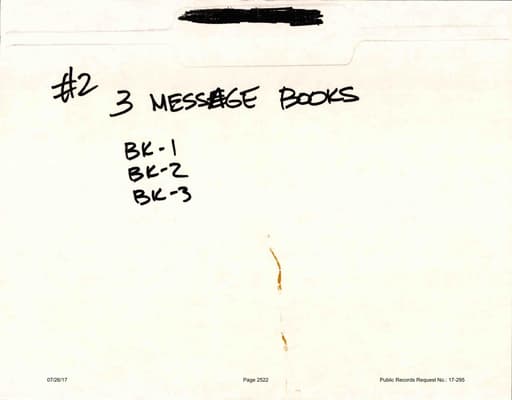 #2 3 MESSAGE BOOKS
BK-1
BK-2
BK-3
07/26/17 Page 2522 Public Records Request No.: 17-295